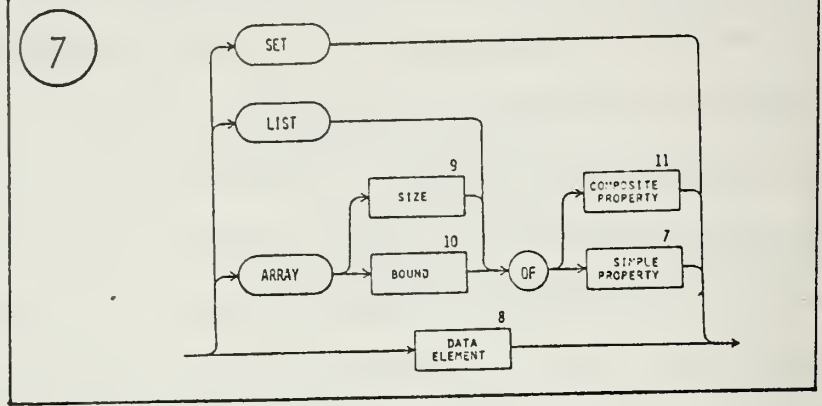 7
SET
LIST
9
SIZE
11
COMPOSITE
PROPERTY
10
BOUND
7
SIMPLE
PROPERTY
ARRAY
OF
8
DATA
ELEMENT